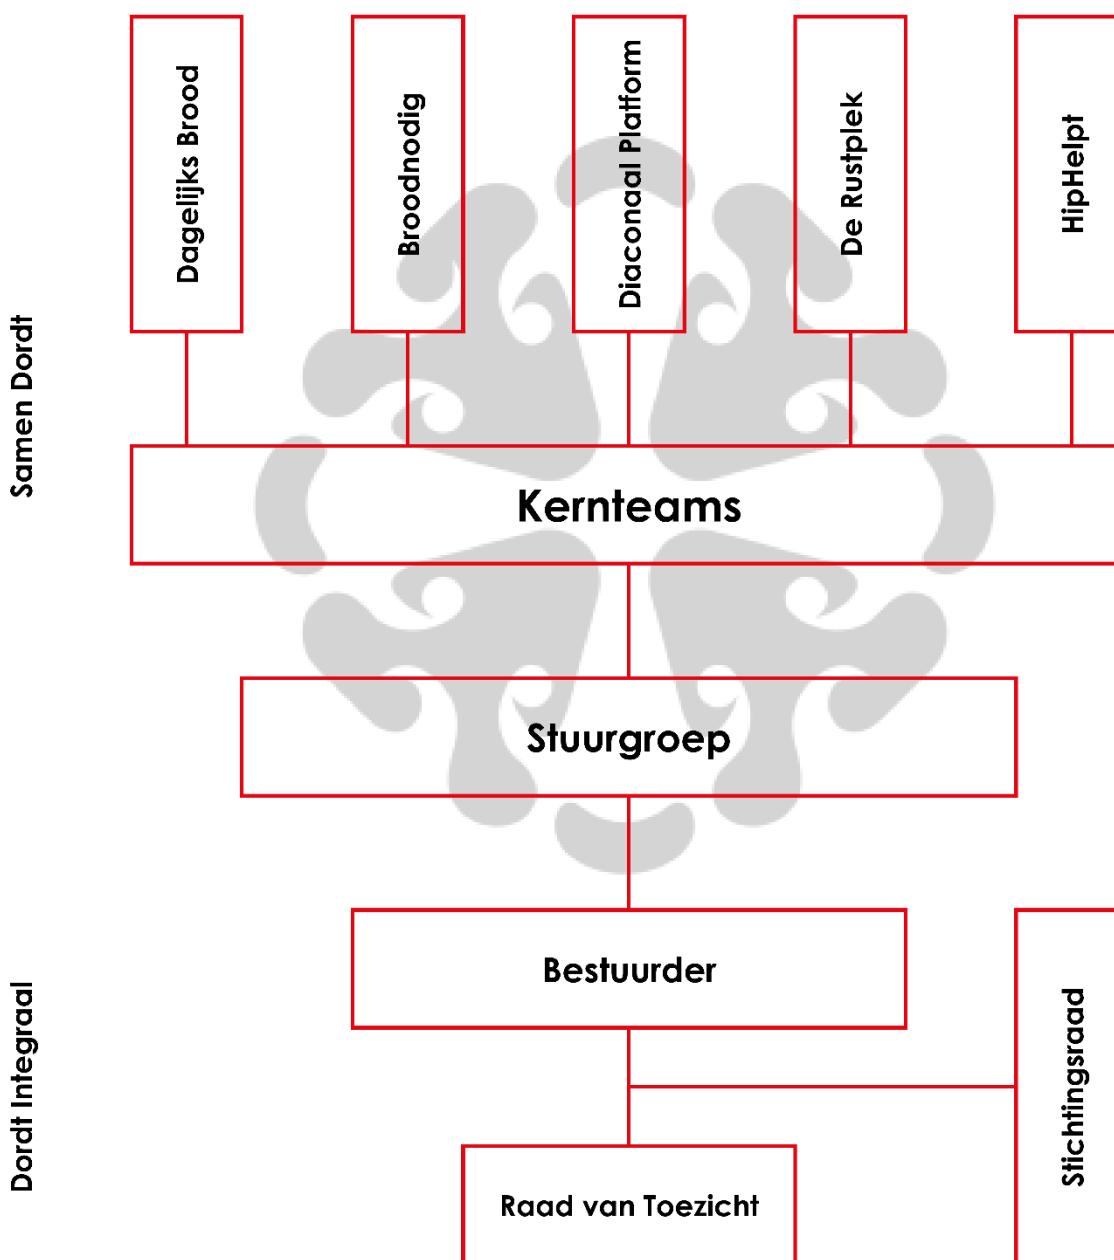 Dagelijks Brood
Broodnodig
Diaconaal Platform
De Rustplek
HipHelpt
Samen Dordt
Kernteams
Stuurgroep
Bestuurder
Dordt Integraal
Stichtingsraad
Raad van Toezicht